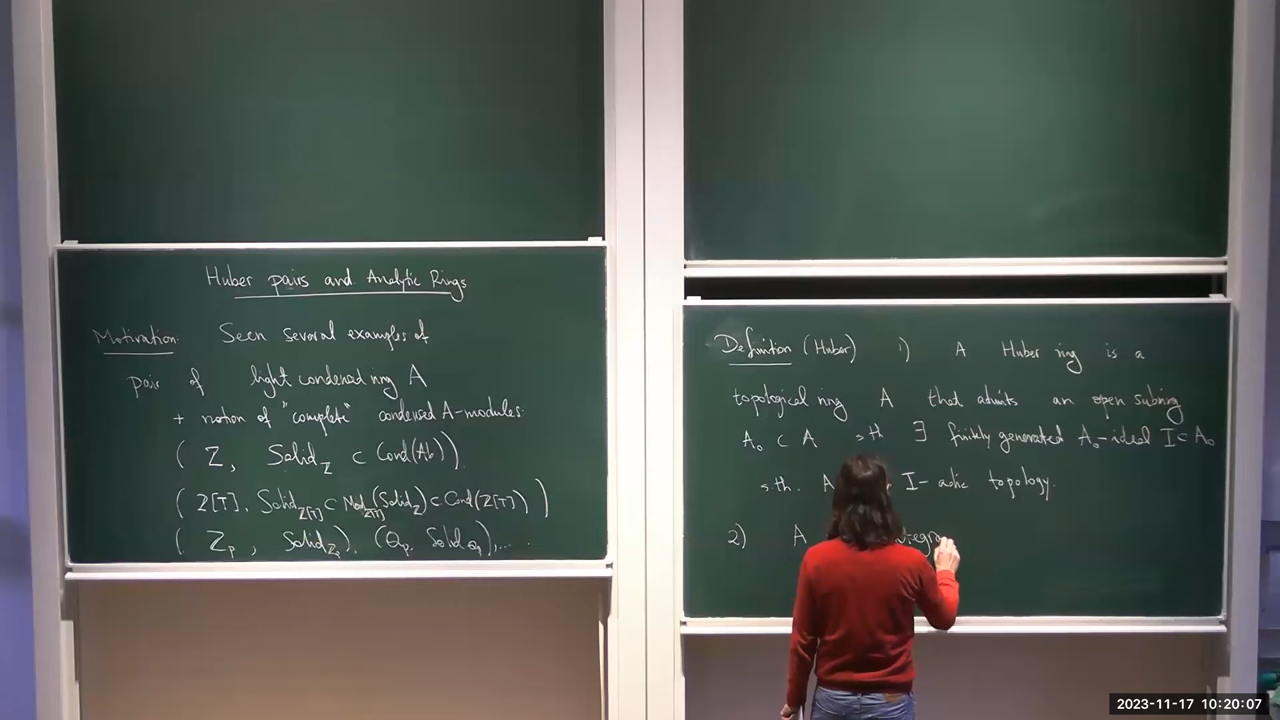 Huber pairs and Analytic Rings
Motivation: Seen several examples of
pair of light condensed ring A
+ notion of "complete" condensed A-modules.
( Z, Solid_Z ⊂ Cond(Ab) )
( Z[T], Solid_Z[T] ⊂ Mod_Z[T](Solid_Z) ⊂ Cond(Z[T]) )
( Z_p, Solid_Z_p ), (Q_p, Solid_Q_p), ...
Definition (Huber) 1) A Huber ring is a
topological ring A that admits an open subring
A_0 ⊂ A sth ∃ finitely generated A_0-ideal I ⊂ A_0
sth. A I-adic topology.
2) A
2023-11-17 10:20:07